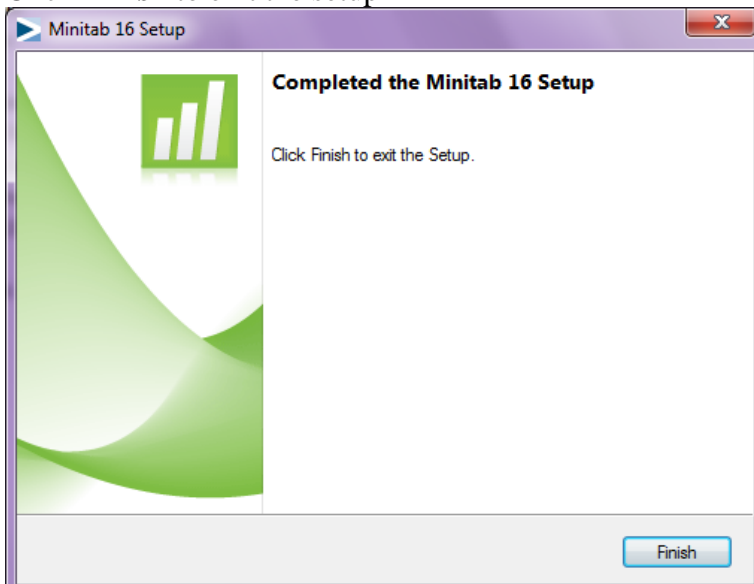 Minitab 16 Setup
Completed the Minitab 16 Setup
Click Finish to exit the Setup.
Finish